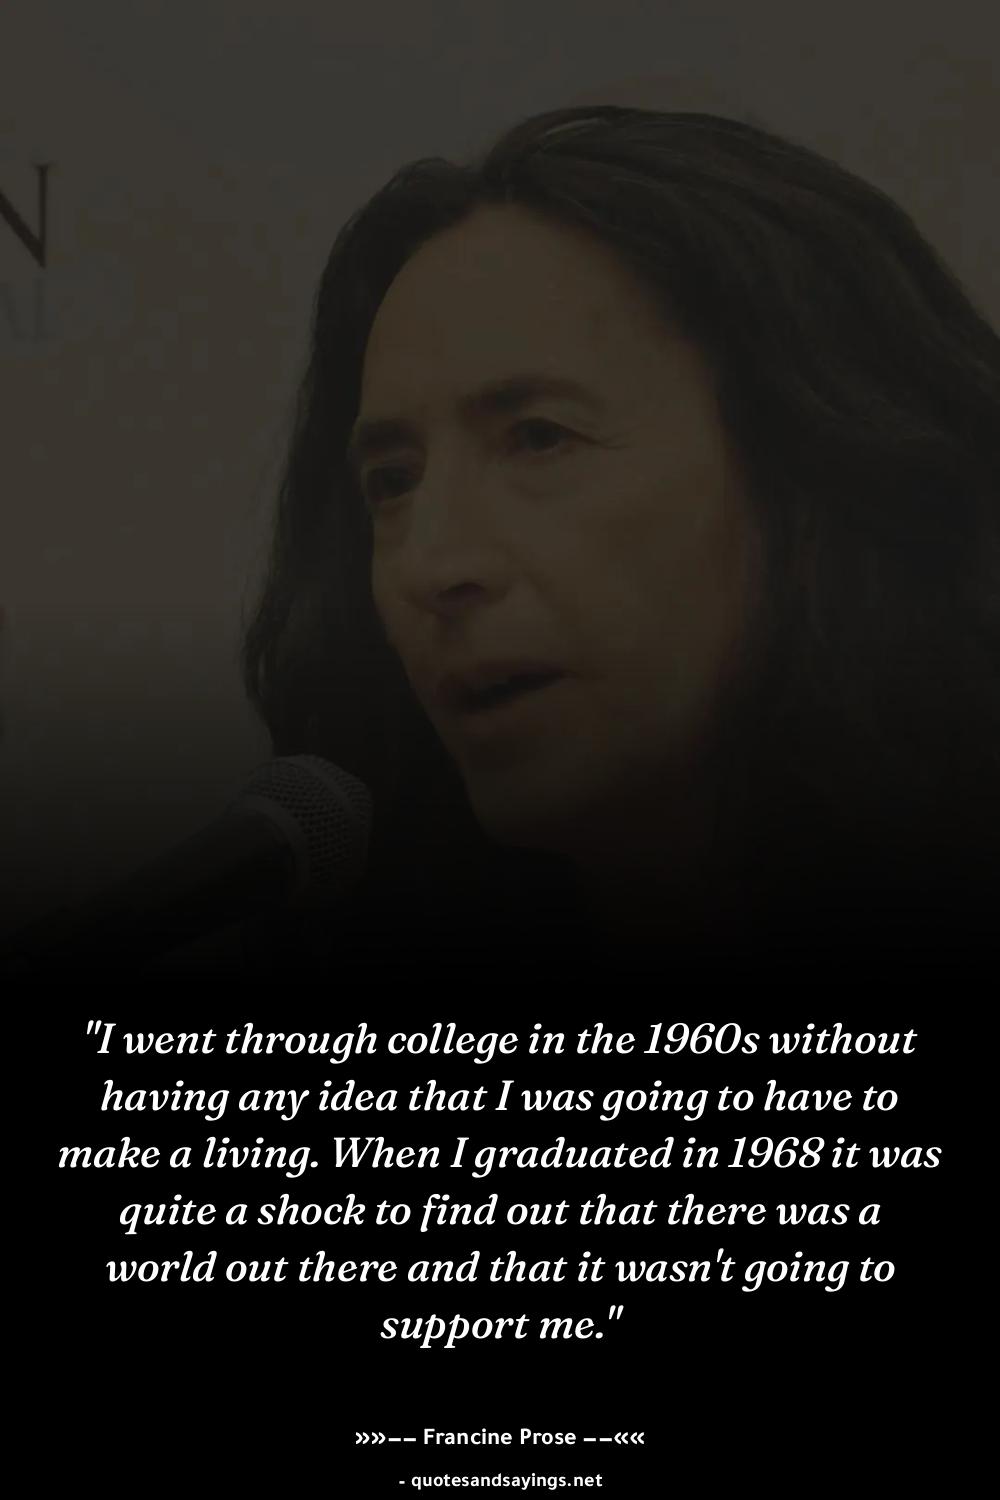 N
"I went through college in the 1960s without
having any idea that I was going to have to
make a living. When I graduated in 1968 it was
quite a shock to find out that there was a
world out there and that it wasn't going to
support me."
»»−− Francine Prose −−««
- quotesandsayings.net